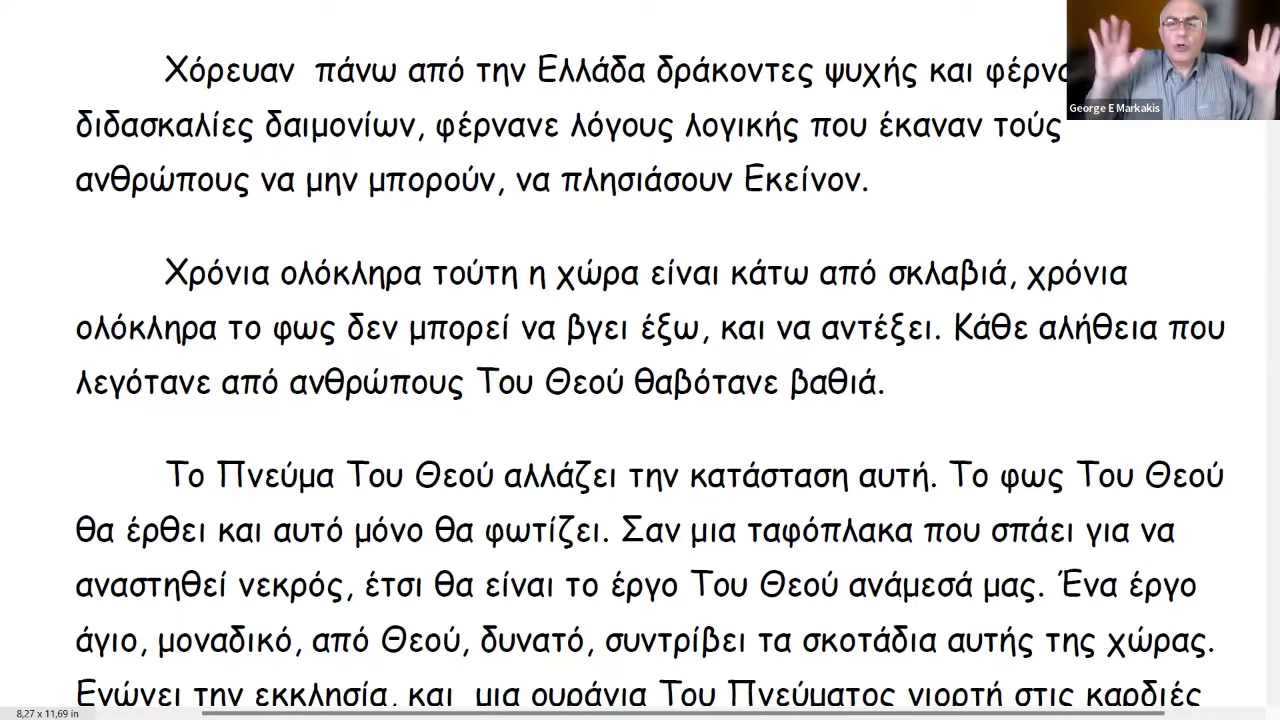 Χόρευαν πάνω από την Ελλάδα δράκοντες ψυχής και
διδασκαλίες δαιμονίων, φέρνανε λόγους λογικής που έκαναν τούς
ανθρώπους να μην μπορούν, να πλησιάσουν Εκείνον.
Χρόνια ολόκληρα τούτη η χώρα είναι κάτω από σκλαβιά, χρόνια
ολόκληρα το φως δεν μπορεί να βγει έξω, και να αντέξει. Κάθε αλήθεια που
λεγότανε από ανθρώπους Του Θεού θαβότανε βαθιά.
Το Πνεύμα Του Θεού αλλάζει την κατάσταση αυτή. Το φως Του Θεού
θα έρθει και αυτό μόνο θα φωτίζει. Σαν μια ταφόπλακα που σπάει για να
αναστηθεί νεκρός, έτσι θα είναι το έργο Του Θεού ανάμεσά μας. Ένα έργο
άγιο, μοναδικό, από Θεού, δυνατό, συντρίβει τα σκοτάδια αυτής της χώρας.
Ενώνει την εκκλησία, και μια ουράνια Του Πνεύματος γιορτή στις καρδιές
George E Markakis
8,27 x 11,69 in